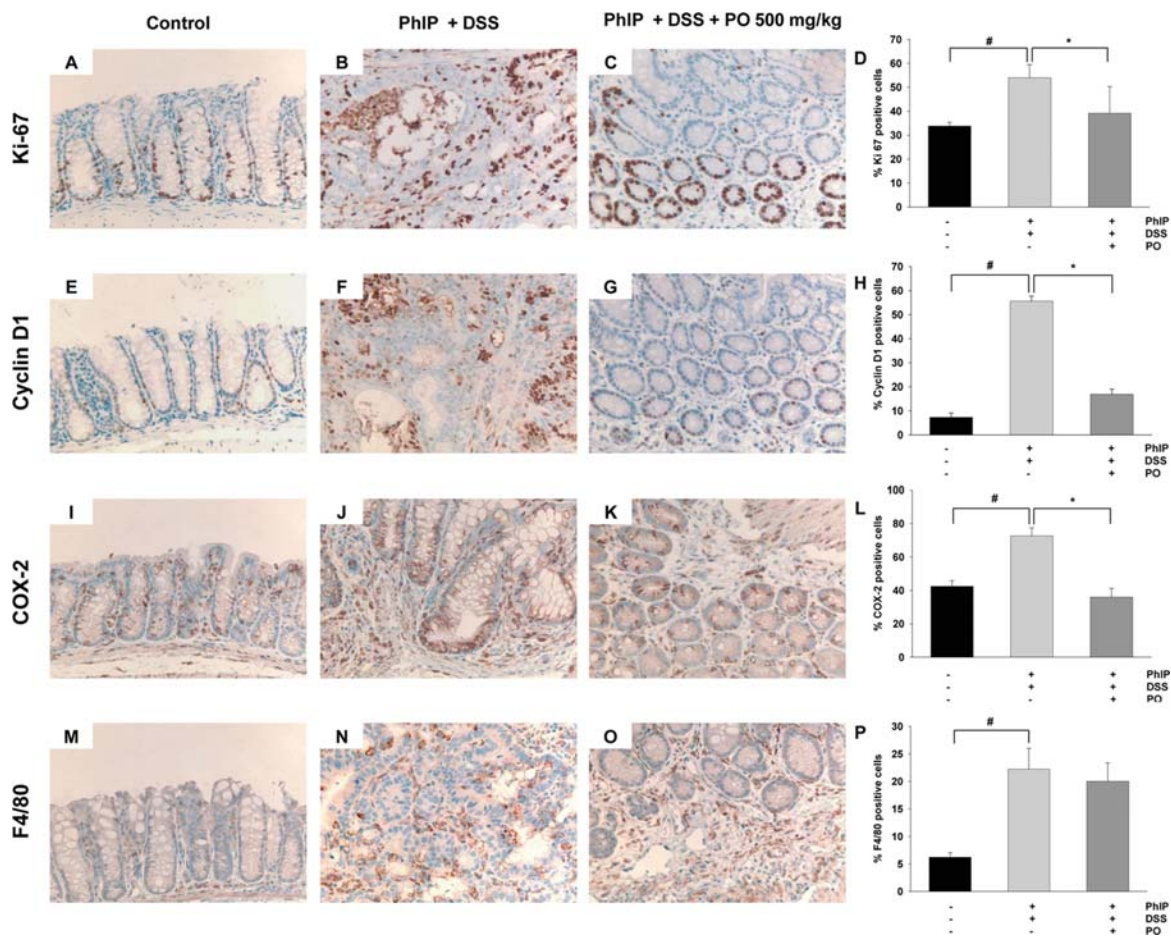 Control
PhIP + DSS
PhIP + DSS + PO 500 mg/kg
Ki-67
A
B
C
D
% Ki 67 positive cells
70
60
50
40
30
20
10
0
#
*
- + + PhIP
- + + DSS
- - + PO
Cyclin D1
E
F
G
H
% Cyclin D1 positive cells
70
60
50
40
30
20
10
0
#
*
- + + PhIP
- + + DSS
- - + PO
COX-2
I
J
K
L
% COX-2 positive cells
100
80
60
40
20
0
#
*
- + + PhIP
- + + DSS
- - + PO
F4/80
M
N
O
P
% F4/80 positive cells
30
25
20
15
10
5
0
#
- + + PhIP
- + + DSS
- - + PO